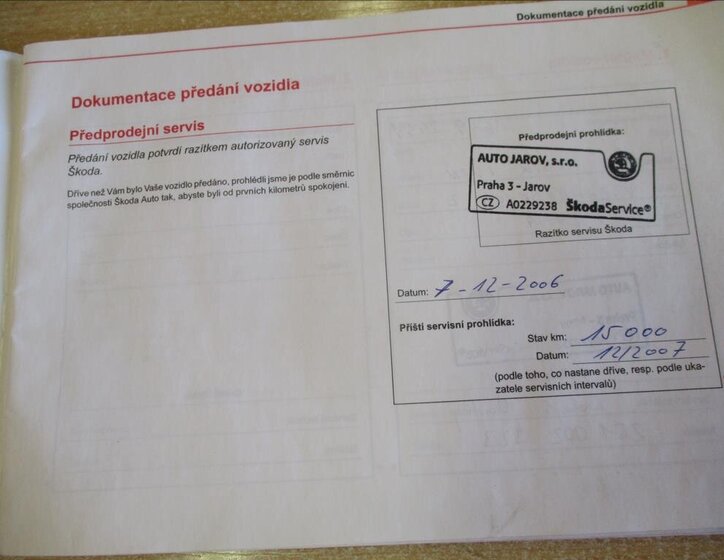 Dokumentace předání vozidla
Dokumentace předání vozidla
Předprodejní servis
Předání vozidla potvrdí razítkem autorizovaný servis
Škoda.
Dříve než Vám bylo Vaše vozidlo předáno, prohlédli jsme je podle směrnic
společnosti Škoda Auto tak, abyste byli od prvních kilometrů spokojeni.
Předprodejní prohlídka:
AUTO JAROV, s.r.o.
Praha 3 - Jarov
CZ A0229238 ŠkodaService®
Razítko servisu Škoda
Datum: 7-12-2006
Příští servisní prohlídka:
Stav km: 15 000
Datum: 12/2007
(podle toho, co nastane dříve, resp. podle uka-
zatele servisních intervalů)